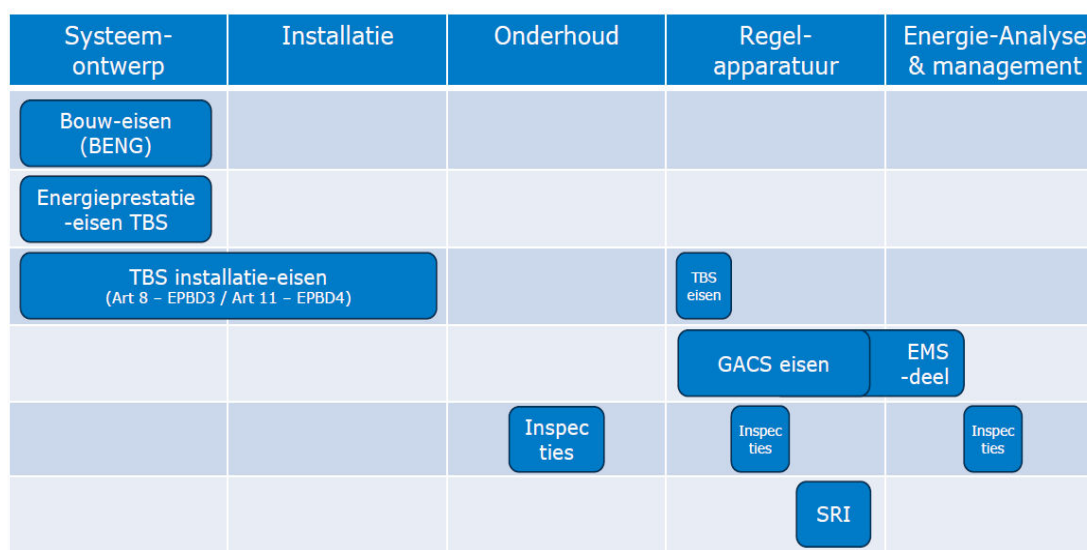 Systeem-
ontwerp
Installatie
Onderhoud
Regel-
apparatuur
Energie-Analyse
& management
Bouw-eisen
(BENG)
Energieprestatie
-eisen TBS
TBS installatie-eisen
(Art 8 – EPBD3 / Art 11 – EPBD4)
TBS
eisen
GACS eisen
EMS
-deel
Inspec
ties
Inspec
ties
Inspec
ties
SRI